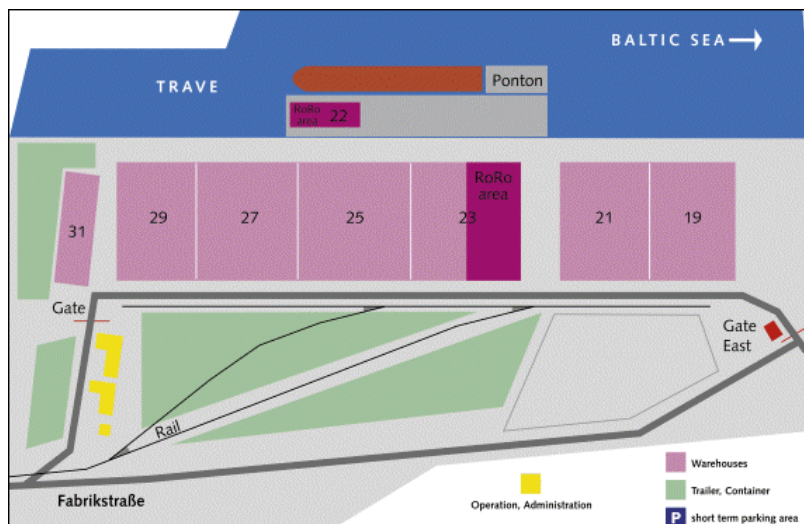 BALTIC SEA
TRAVE
Ponton
RoRo
area 22
RoRo
area
31
29
27
25
23
21
19
Gate
Gate
East
Rail
Fabrikstraße
Operation, Administration
Warehouses
Trailer, Container
P short term parking area